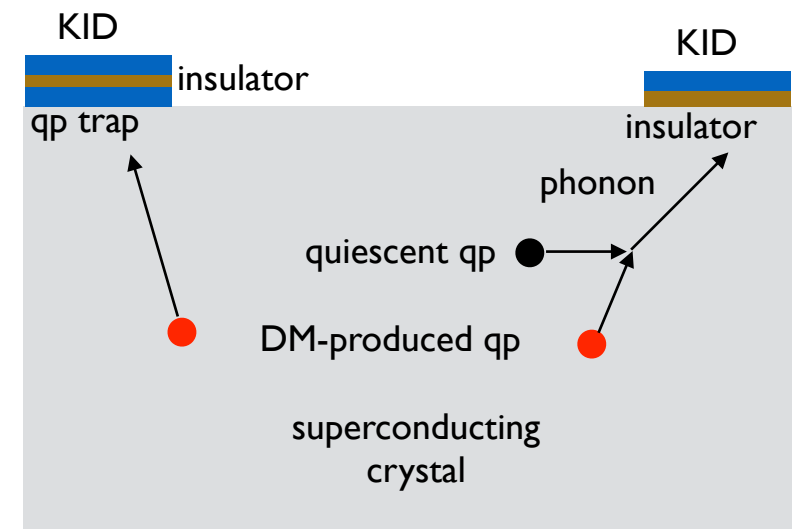 KID
KID
insulator
qp trap
insulator
phonon
quiescent qp
DM-produced qp
superconducting
crystal